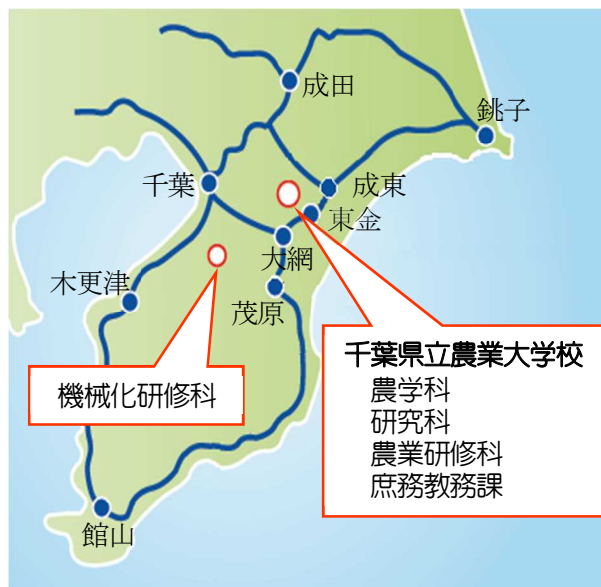 成田
銚子
千葉
成東
東金
大網
木更津
茂原
千葉県立農業大学校
農学科
研究科
農業研修科
庶務教務課
機械化研修科
館山